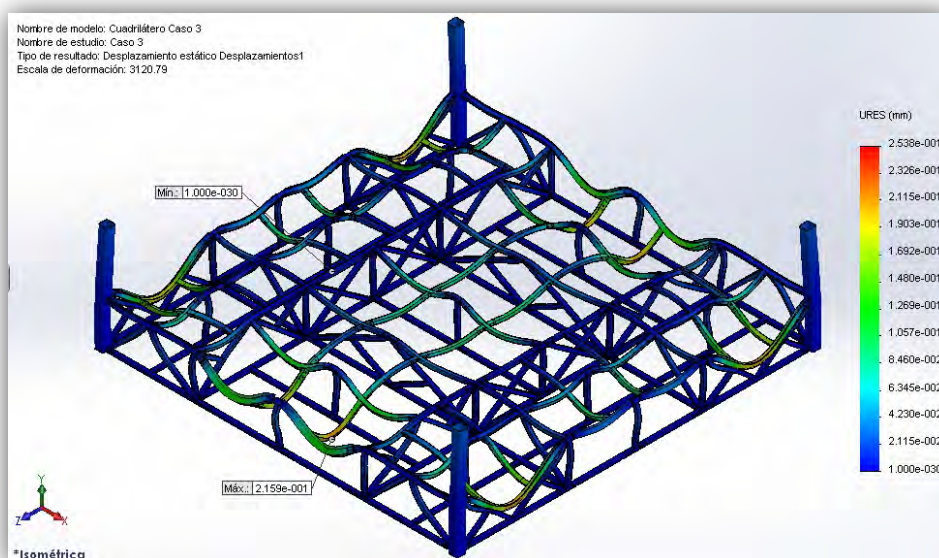 Nombre de modelo: Cuadrilátero Caso 3
Nombre de estudio: Caso 3
Tipo de resultado: Desplazamiento estático Desplazamientos1
Escala de deformación: 3120.79
URES (mm)
2.538e-001
2.326e-001
2.115e-001
1.903e-001
1.692e-001
1.480e-001
1.269e-001
1.057e-001
8.460e-002
6.345e-002
4.230e-002
2.115e-002
1.000e-030
Mín.: 1.000e-030
Máx.: 2.159e-001
Y
Z
X
*Isométrica